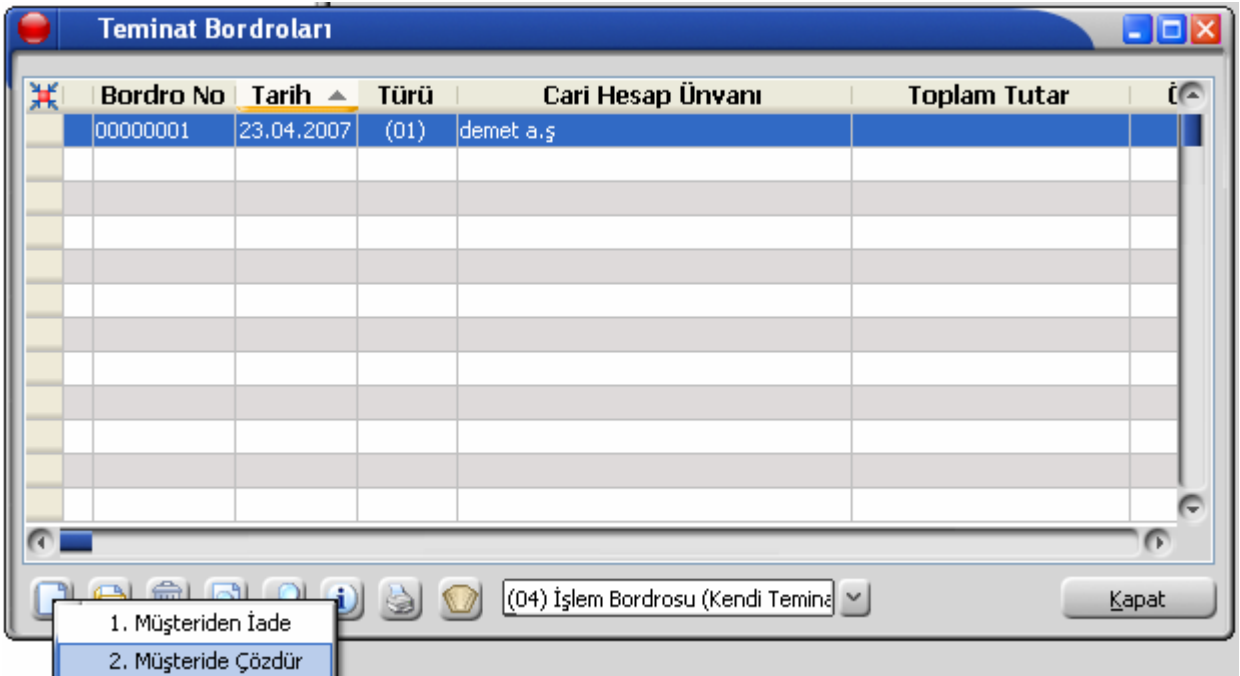 Teminat Bordroları
Bordro No Tarih Türü Cari Hesap Ünvanı Toplam Tutar
00000001 23.04.2007 (01) demet a.ş
(04) İşlem Bordrosu (Kendi Temina
Kapat
1. Müşteriden İade
2. Müşteride Çözdür